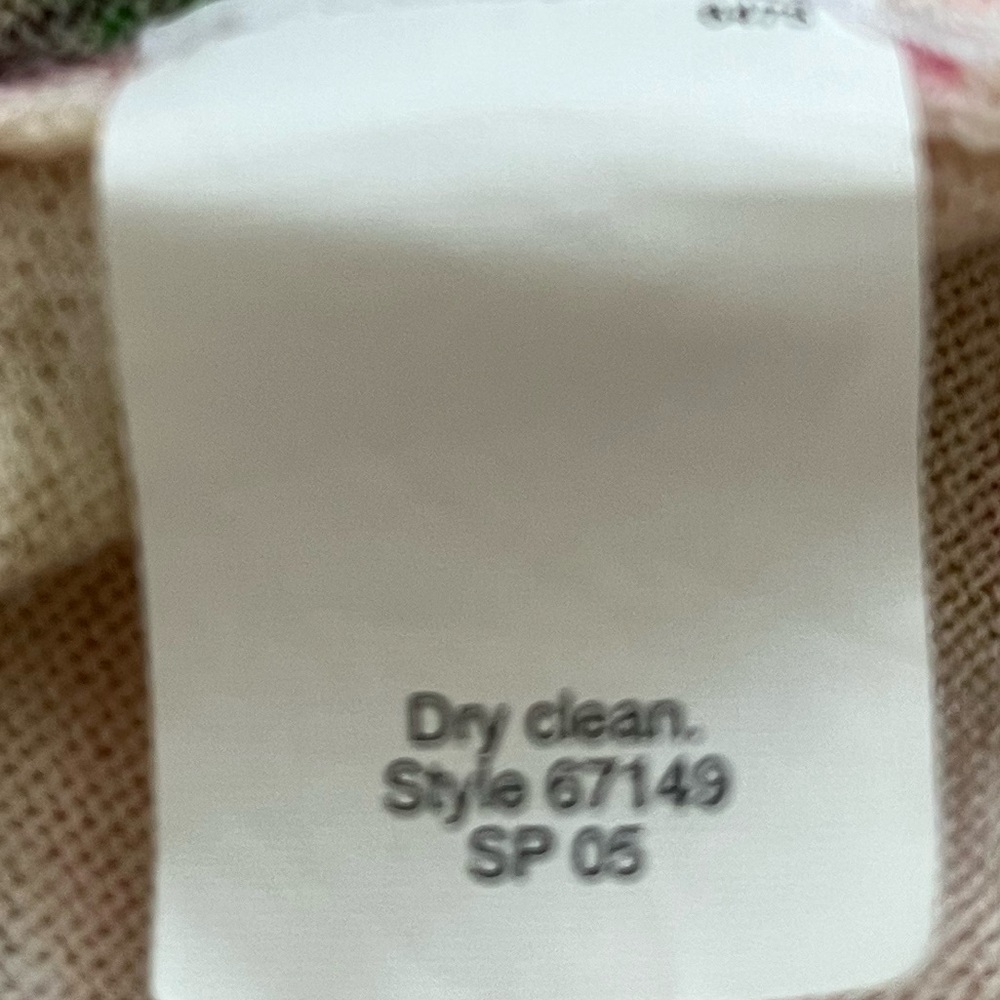 Dry clean.
Style 67149
SP 05